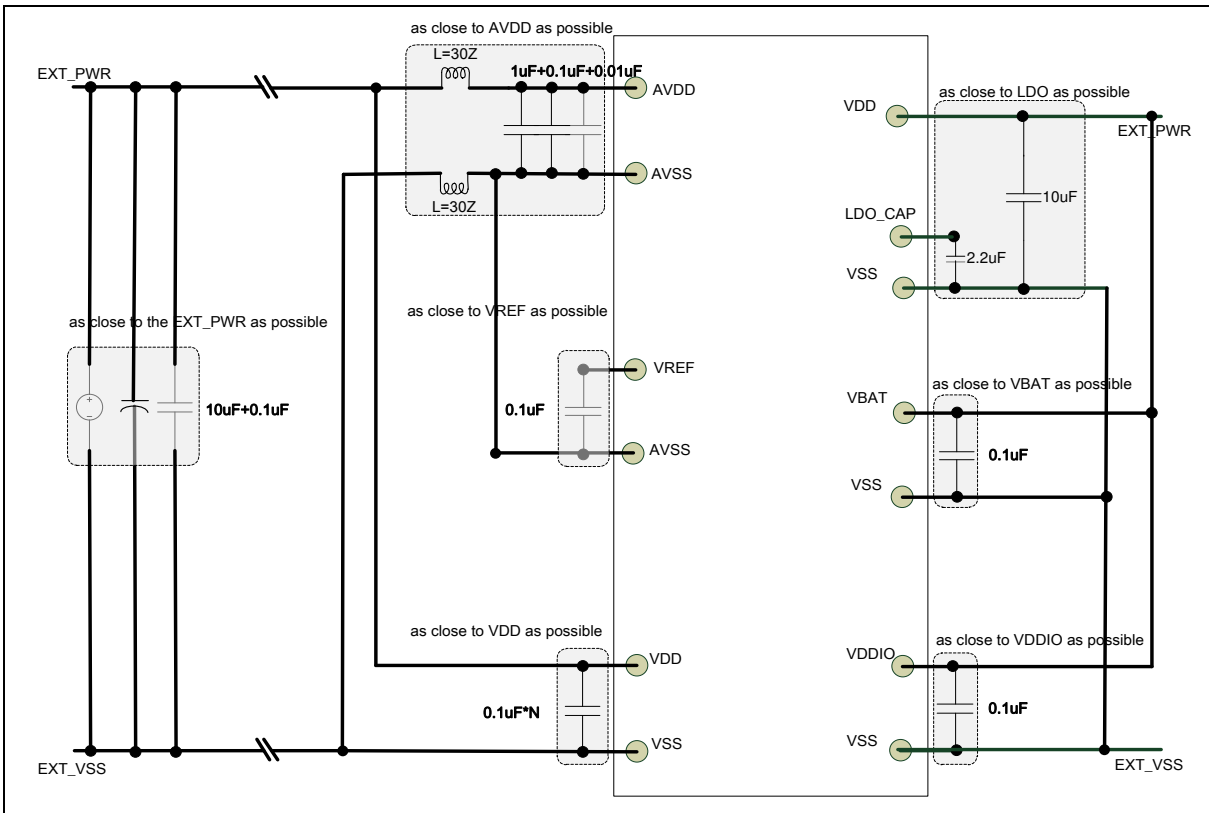 as close to AVDD as possible
L=30Z
EXT_PWR
1uF+0.1uF+0.01uF
AVDD
AVSS
L=30Z
as close to LDO as possible
VDD
EXT_PWR
10uF
LDO_CAP
2.2uF
VSS
as close to the EXT_PWR as possible
+
−
10uF+0.1uF
as close to VREF as possible
VREF
0.1uF
AVSS
as close to VBAT as possible
VBAT
0.1uF
VSS
as close to VDD as possible
VDD
0.1uF*N
VSS
EXT_VSS
as close to VDDIO as possible
VDDIO
0.1uF
VSS
EXT_VSS